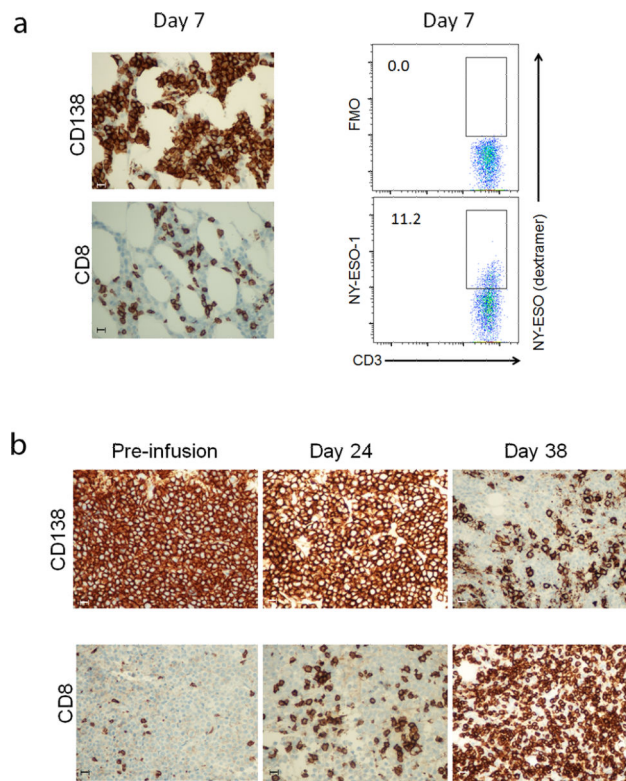 a
Day 7
Day 7
CD138
CD8
0.0
FMO
11.2
NY-ESO-1
CD3
NY-ESO (dextramer)
b
Pre-infusion
Day 24
Day 38
CD138
CD8